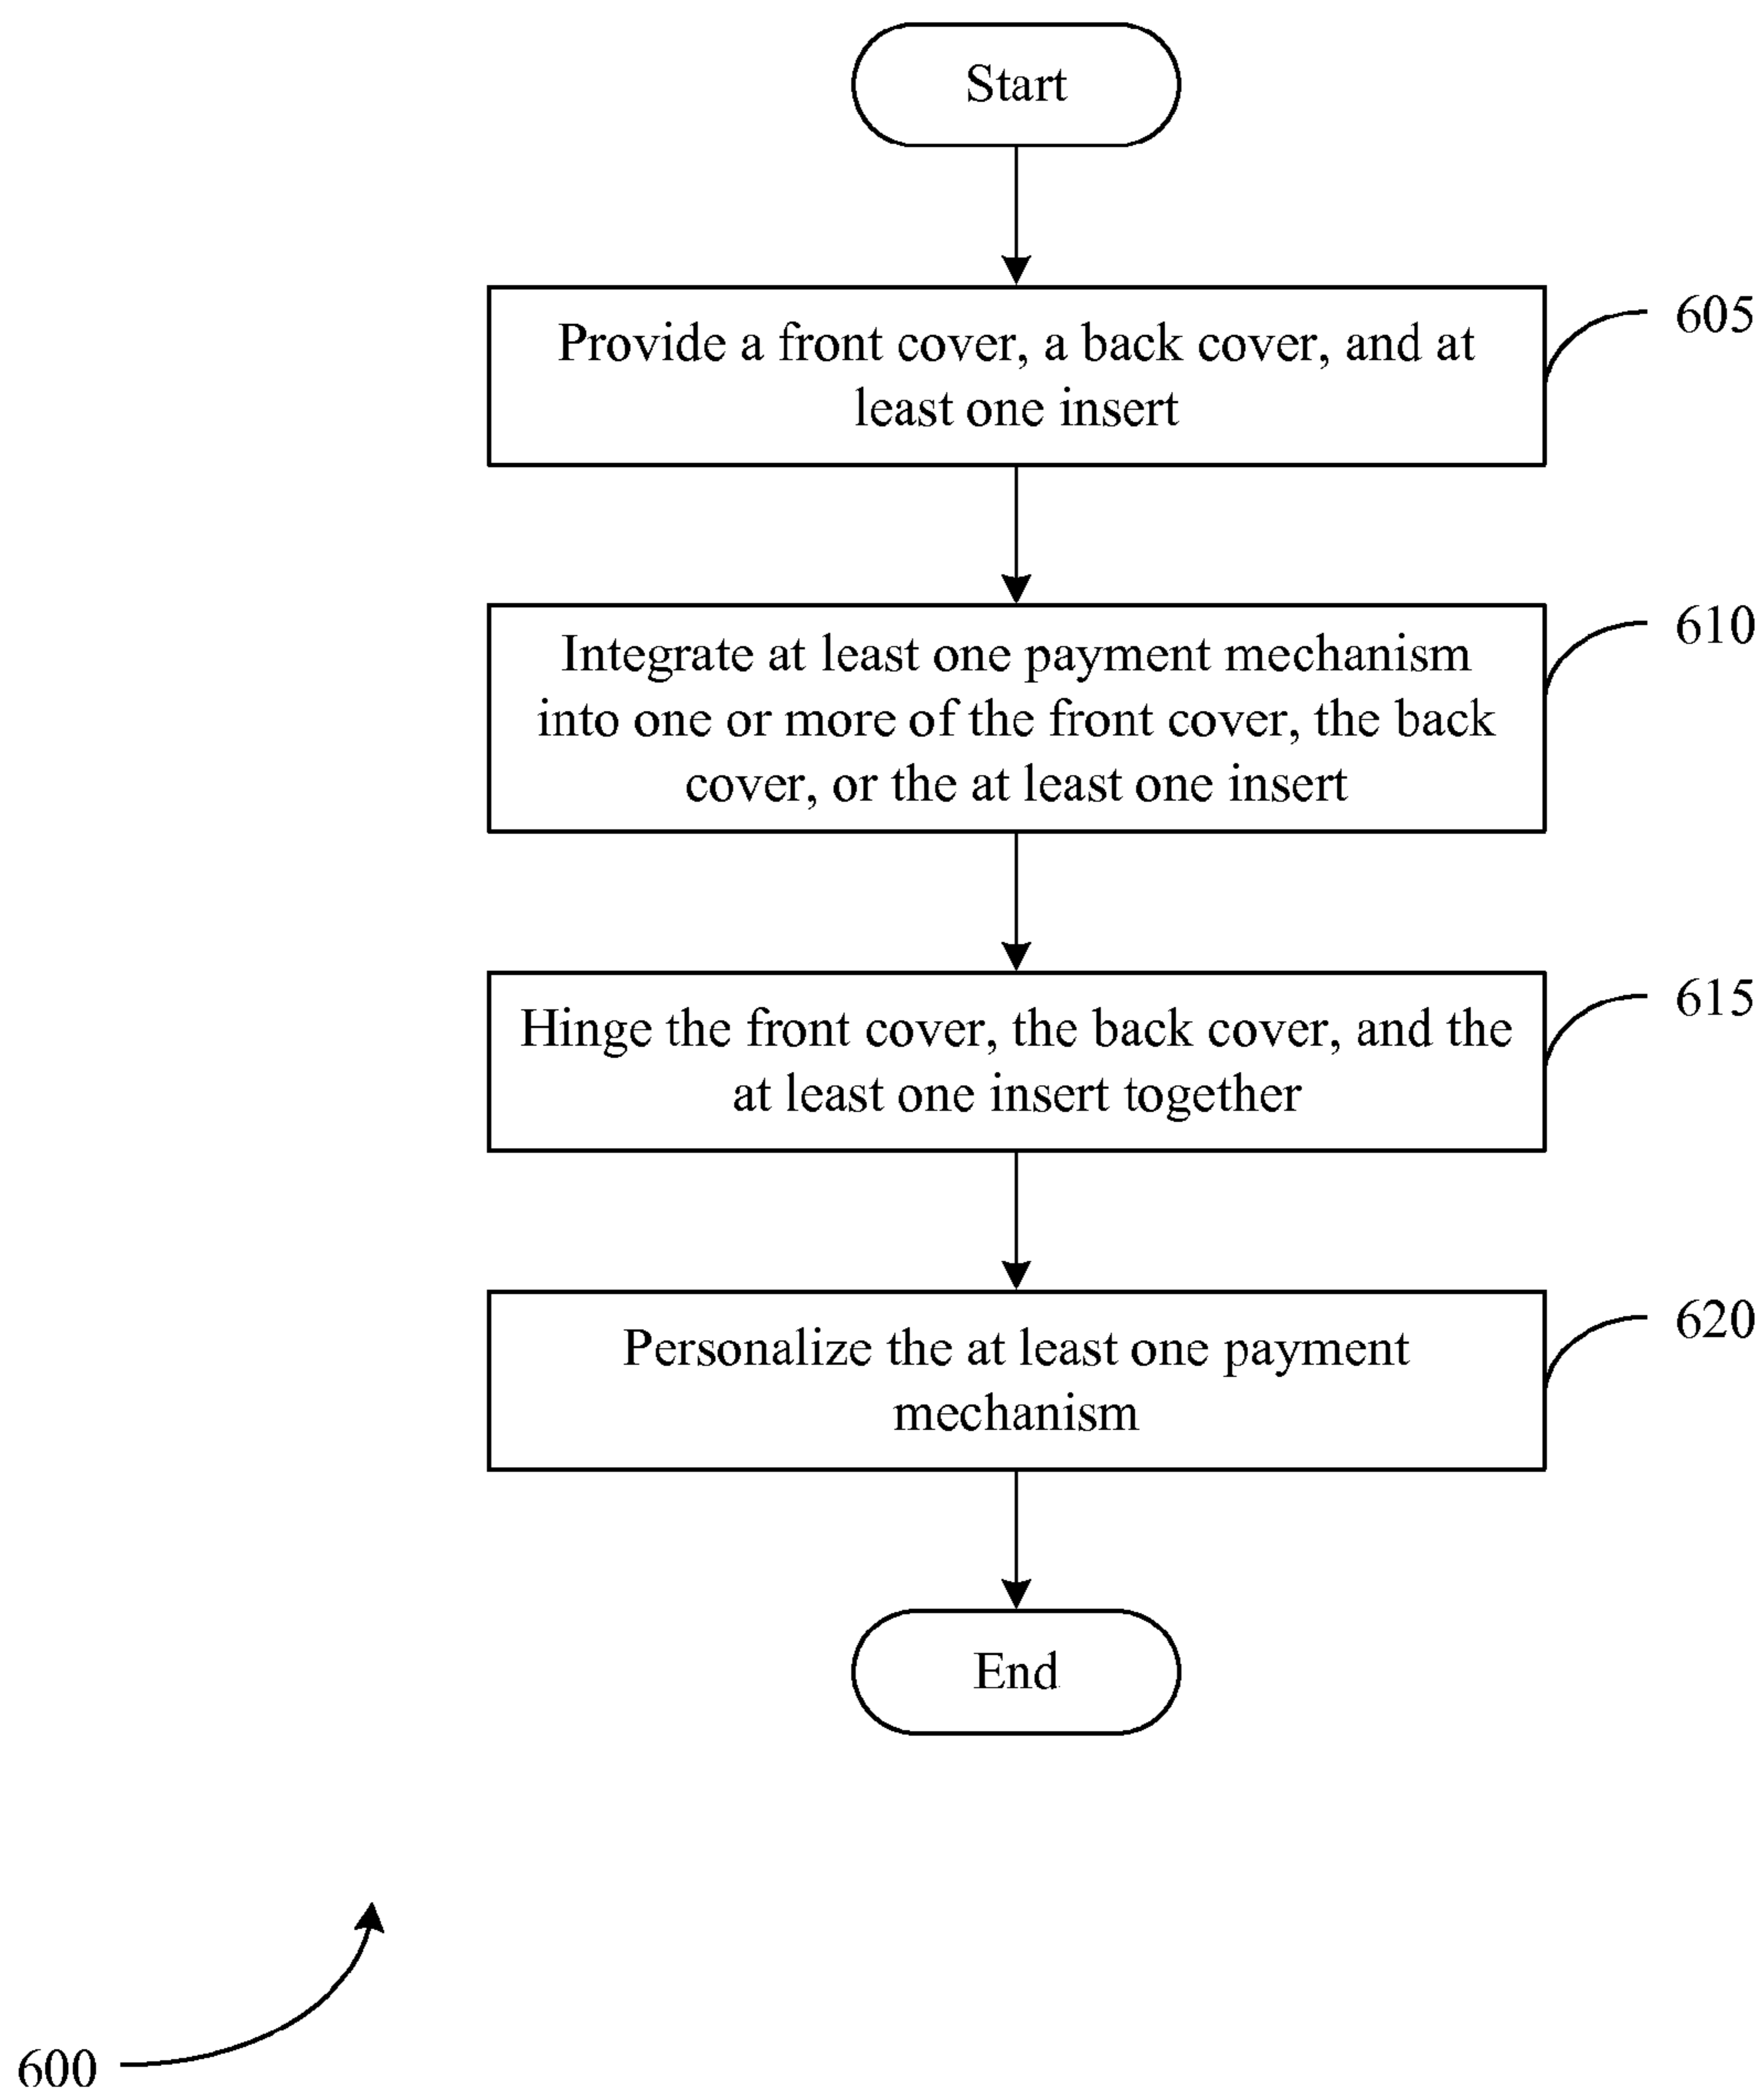 Start
Provide a front cover, a back cover, and at
least one insert
605
Integrate at least one payment mechanism
into one or more of the front cover, the back
cover, or the at least one insert
610
Hinge the front cover, the back cover, and the
at least one insert together
615
Personalize the at least one payment
mechanism
620
End
600